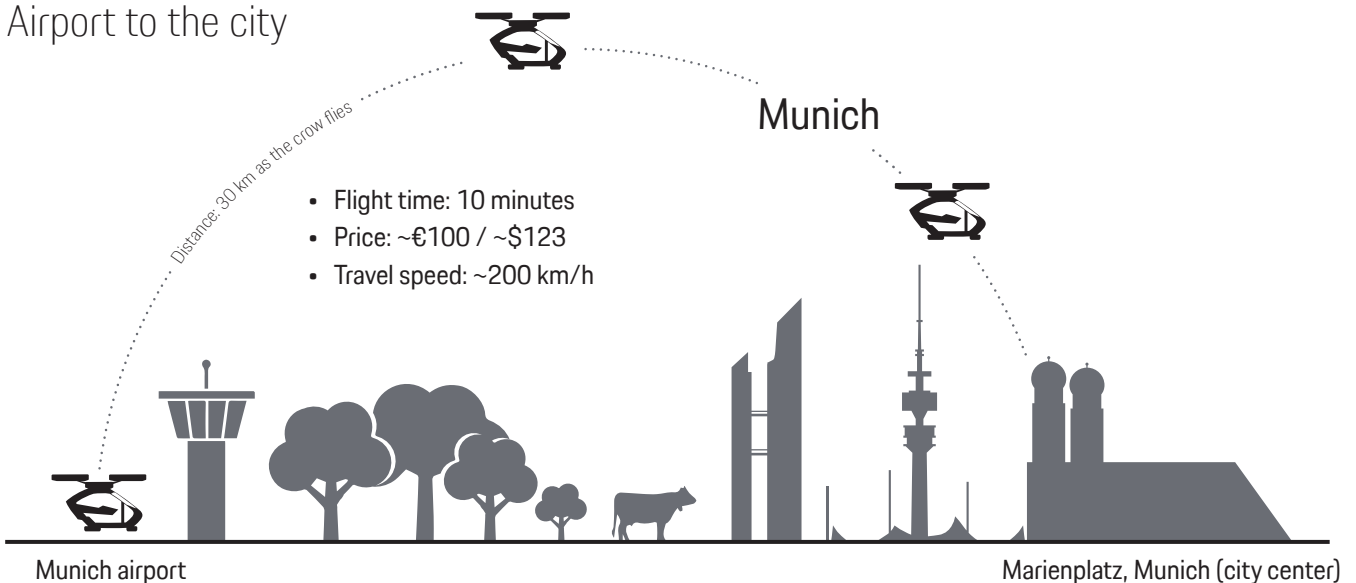 Airport to the city
Distance: 30 km as the crow flies
Munich
• Flight time: 10 minutes
• Price: ~€100 / ~$123
• Travel speed: ~200 km/h
Munich airport
Marienplatz, Munich (city center)